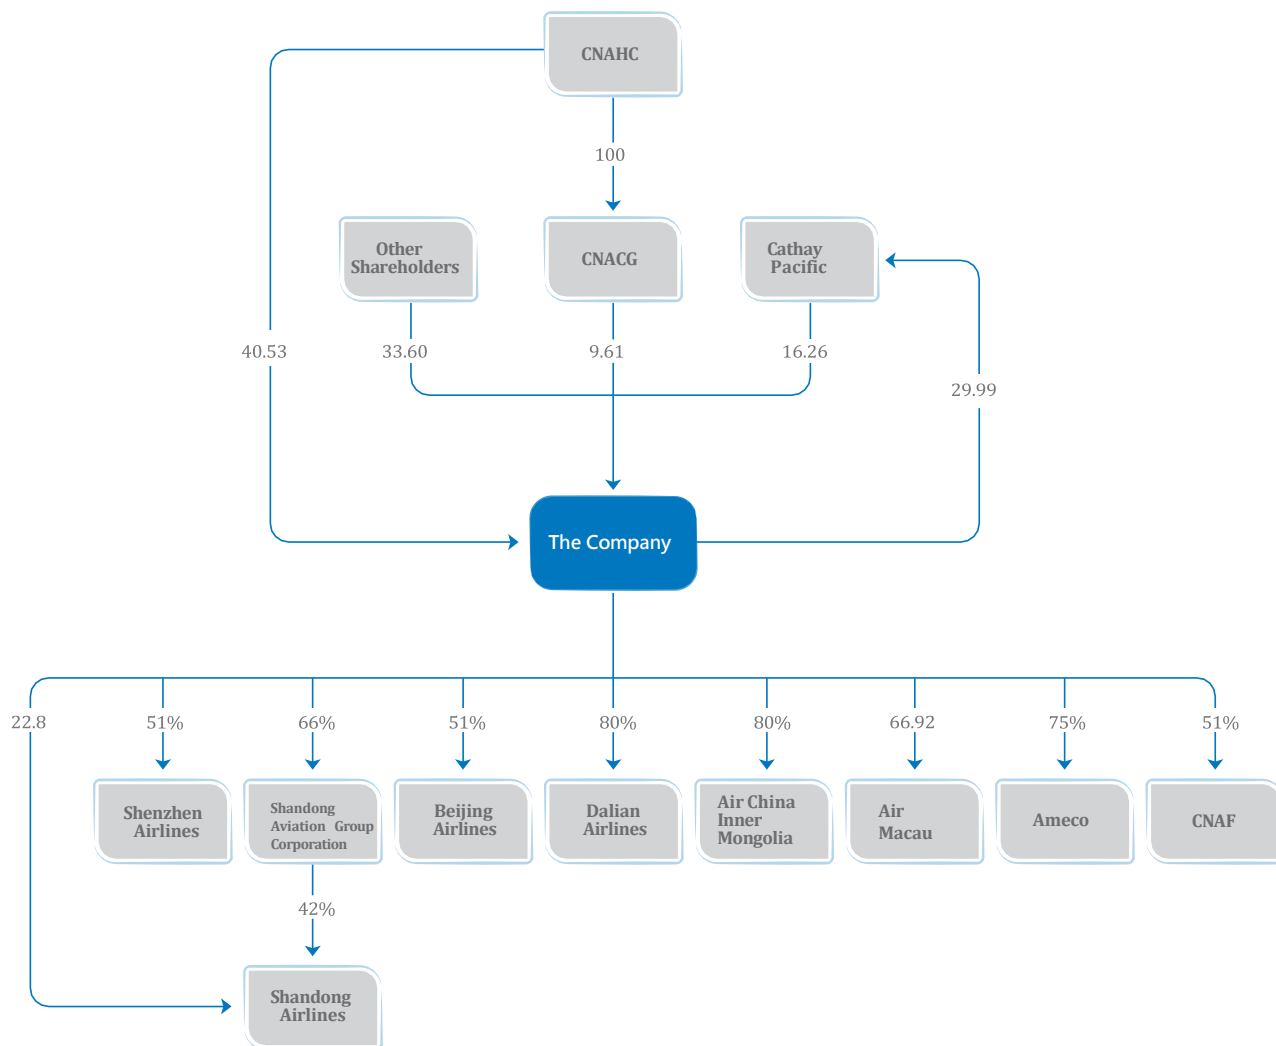 CNAHC
100
Other
Shareholders
CNACG
Cathay
Pacific
40.53
33.60
9.61
16.26
29.99
The Company
22.8
51%
66%
51%
80%
80%
66.92
75%
51%
Shenzhen
Airlines
Shandong
Aviation Group
Corporation
Beijing
Airlines
Dalian
Airlines
Air China
Inner
Mongolia
Air
Macau
Ameco
CNAF
42%
Shandong
Airlines